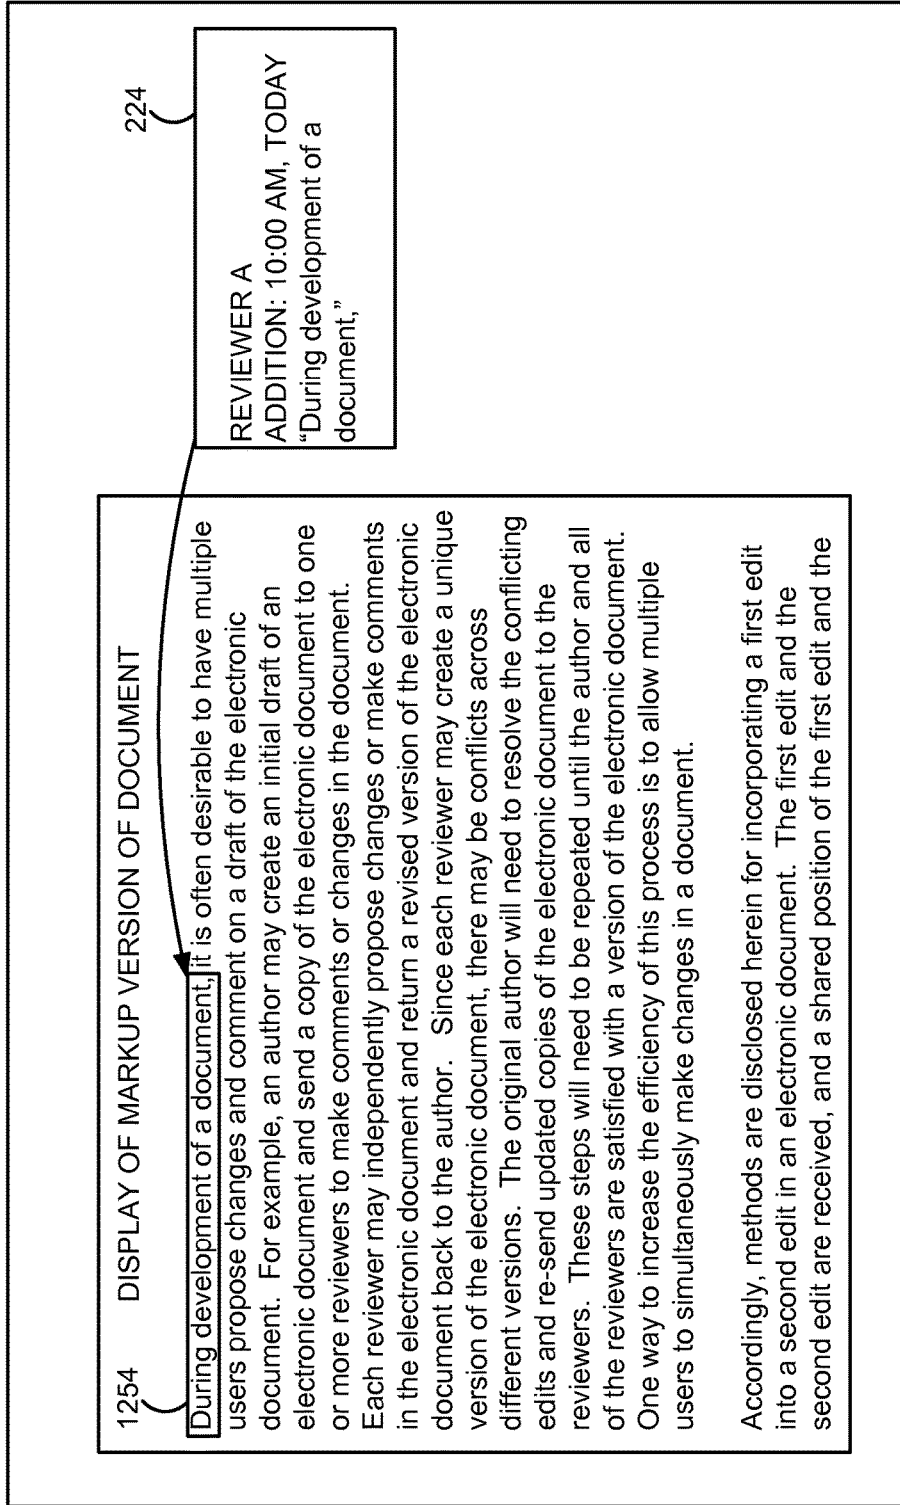 1254
DISPLAY OF MARKUP VERSION OF DOCUMENT
During development of a document, it is often desirable to have multiple
users propose changes and comment on a draft of the electronic
document. For example, an author may create an initial draft of an
electronic document and send a copy of the electronic document to one
or more reviewers to make comments or changes in the document.
Each reviewer may independently propose changes or make comments
in the electronic document and return a revised version of the electronic
document back to the author. Since each reviewer may create a unique
version of the electronic document, there may be conflicts across
different versions. The original author will need to resolve the conflicting
edits and re-send updated copies of the electronic document to the
reviewers. These steps will need to be repeated until the author and all
of the reviewers are satisfied with a version of the electronic document.
One way to increase the efficiency of this process is to allow multiple
users to simultaneously make changes in a document.
Accordingly, methods are disclosed herein for incorporating a first edit
into a second edit in an electronic document. The first edit and the
second edit are received, and a shared position of the first edit and the
224
REVIEWER A
ADDITION: 10:00 AM, TODAY
“During development of a
document,”